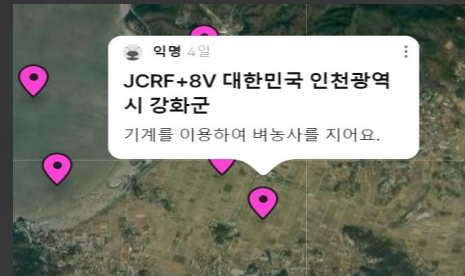 익명 4일
JCRF+8V 대한민국 인천광역
시 강화군
기계를 이용하여 벼농사를 지어요.